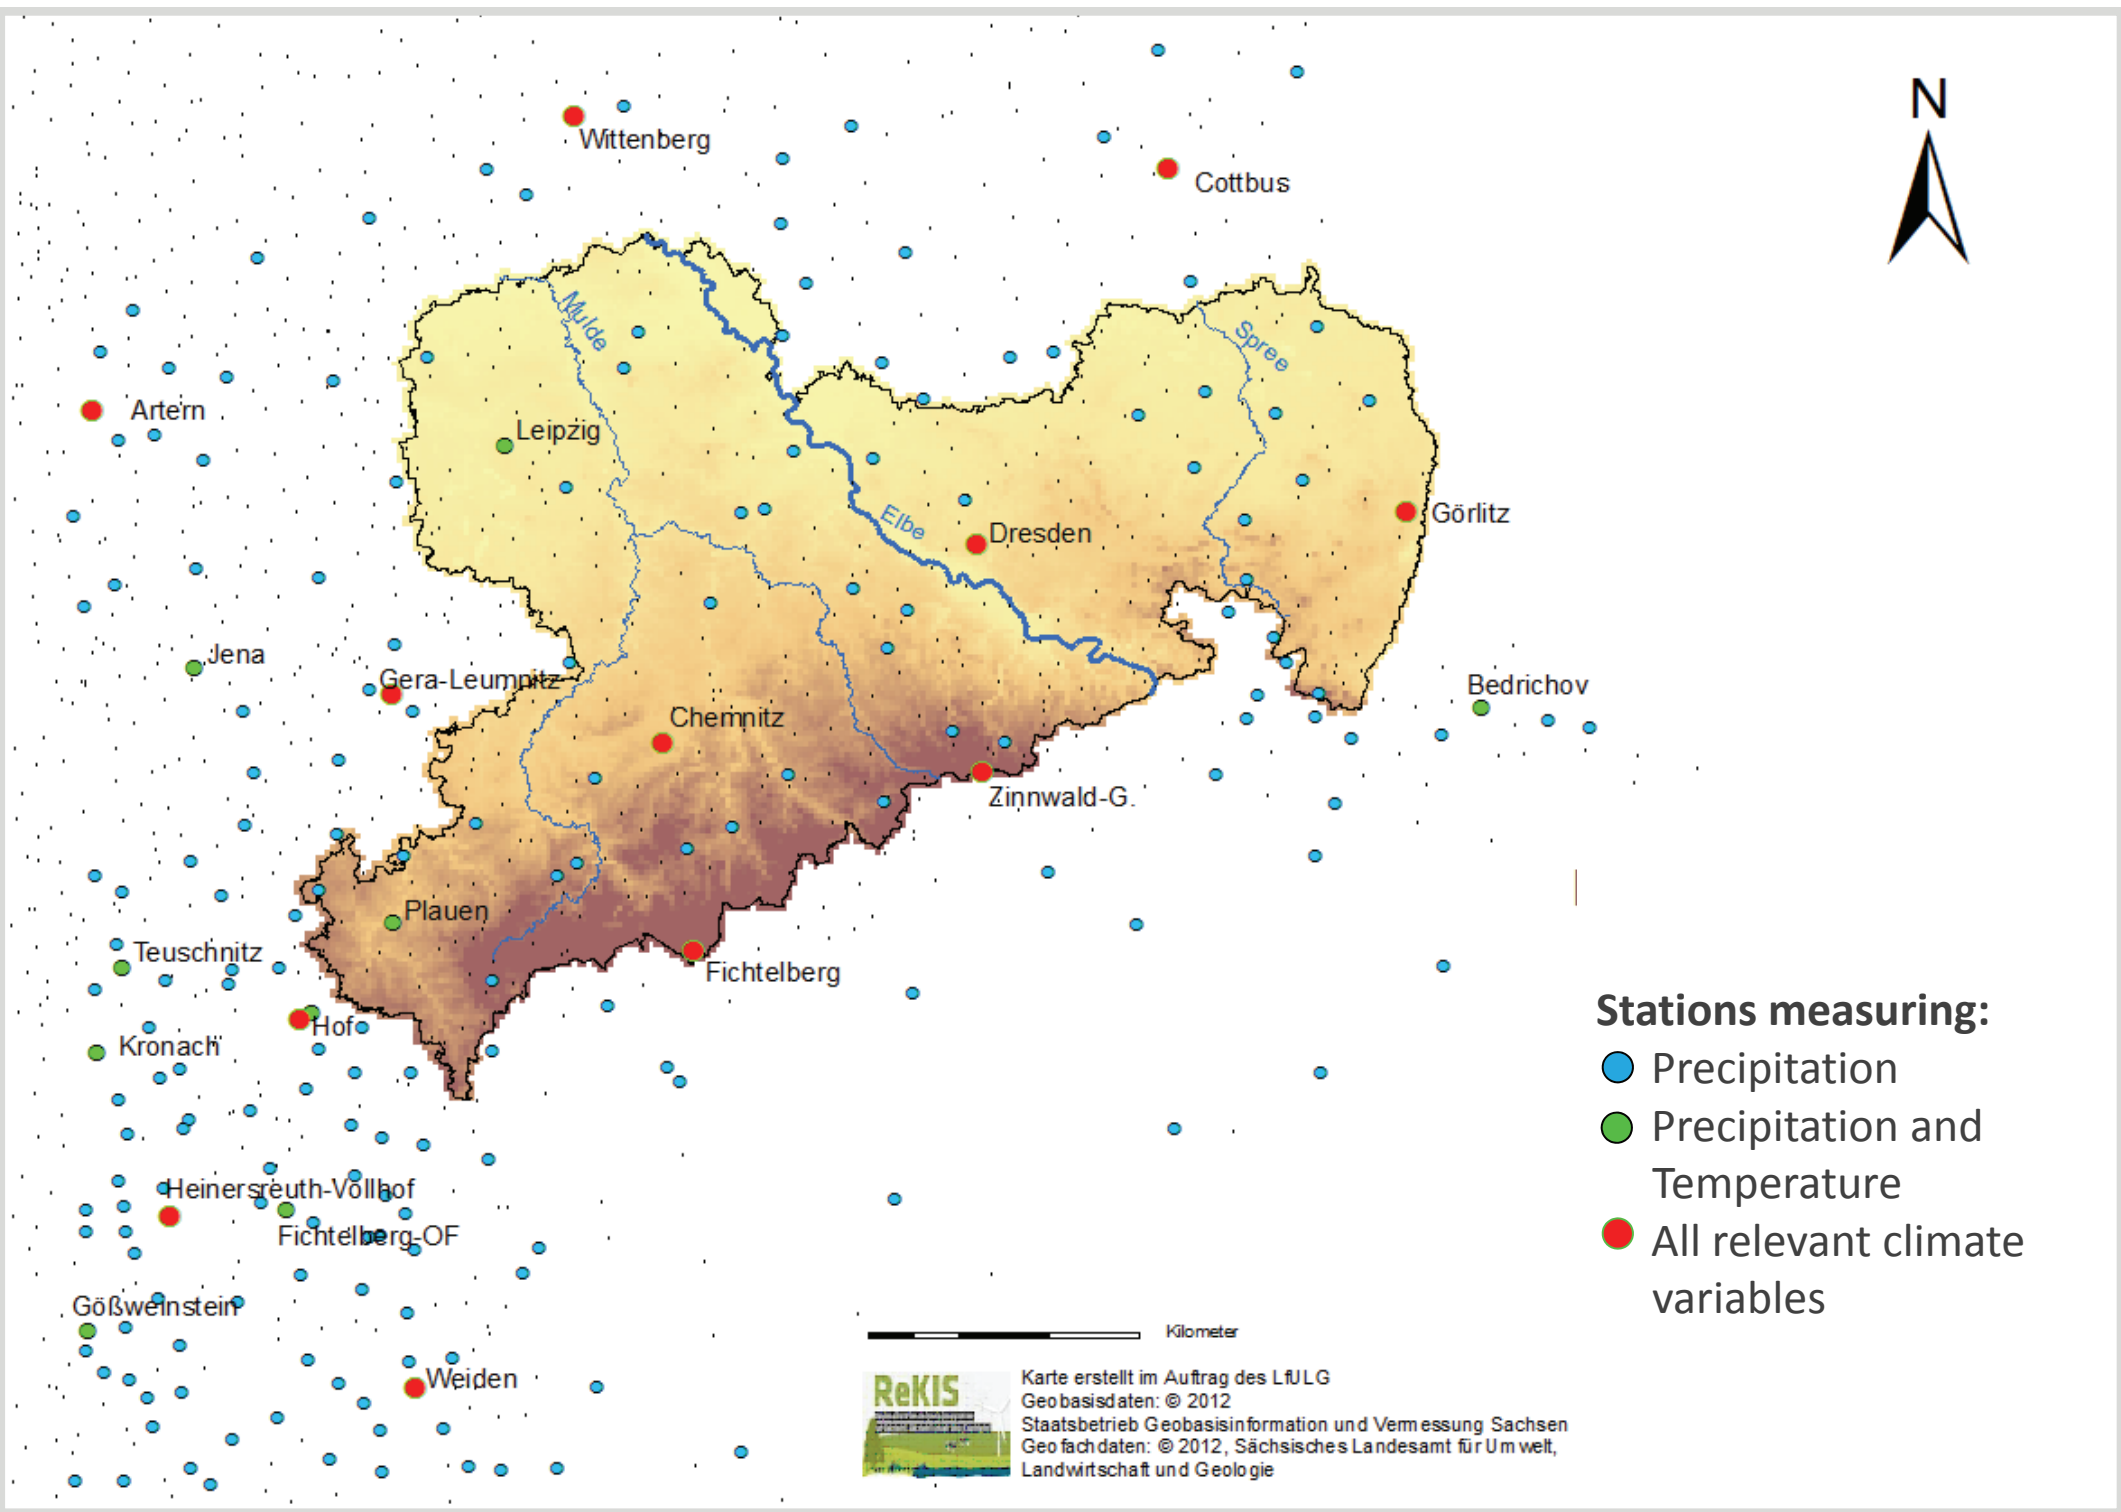 N
Wittenberg
Cottbus
Mulde
Spree
Artern
Leipzig
Elbe
Dresden
Görlitz
Jena
Gera-Leumnitz
Bedrichov
Chemnitz
Zinnwald-G.
Plauen
Teuschnitz
Fichtelberg
Hof
Kronach
Heinersreuth-Vollhof
Fichtelberg-OF
Gößweinstein
Weiden
Stations measuring:
Precipitation
Precipitation and
Temperature
All relevant climate
variables
Kilometer
ReKIS
Karte erstellt im Auftrag des LfULG
Geobasisdaten: © 2012
Staatsbetrieb Geobasisinformation und Vermessung Sachsen
Geofachdaten: © 2012, Sächsisches Landesamt für Umwelt,
Landwirtschaft und Geologie